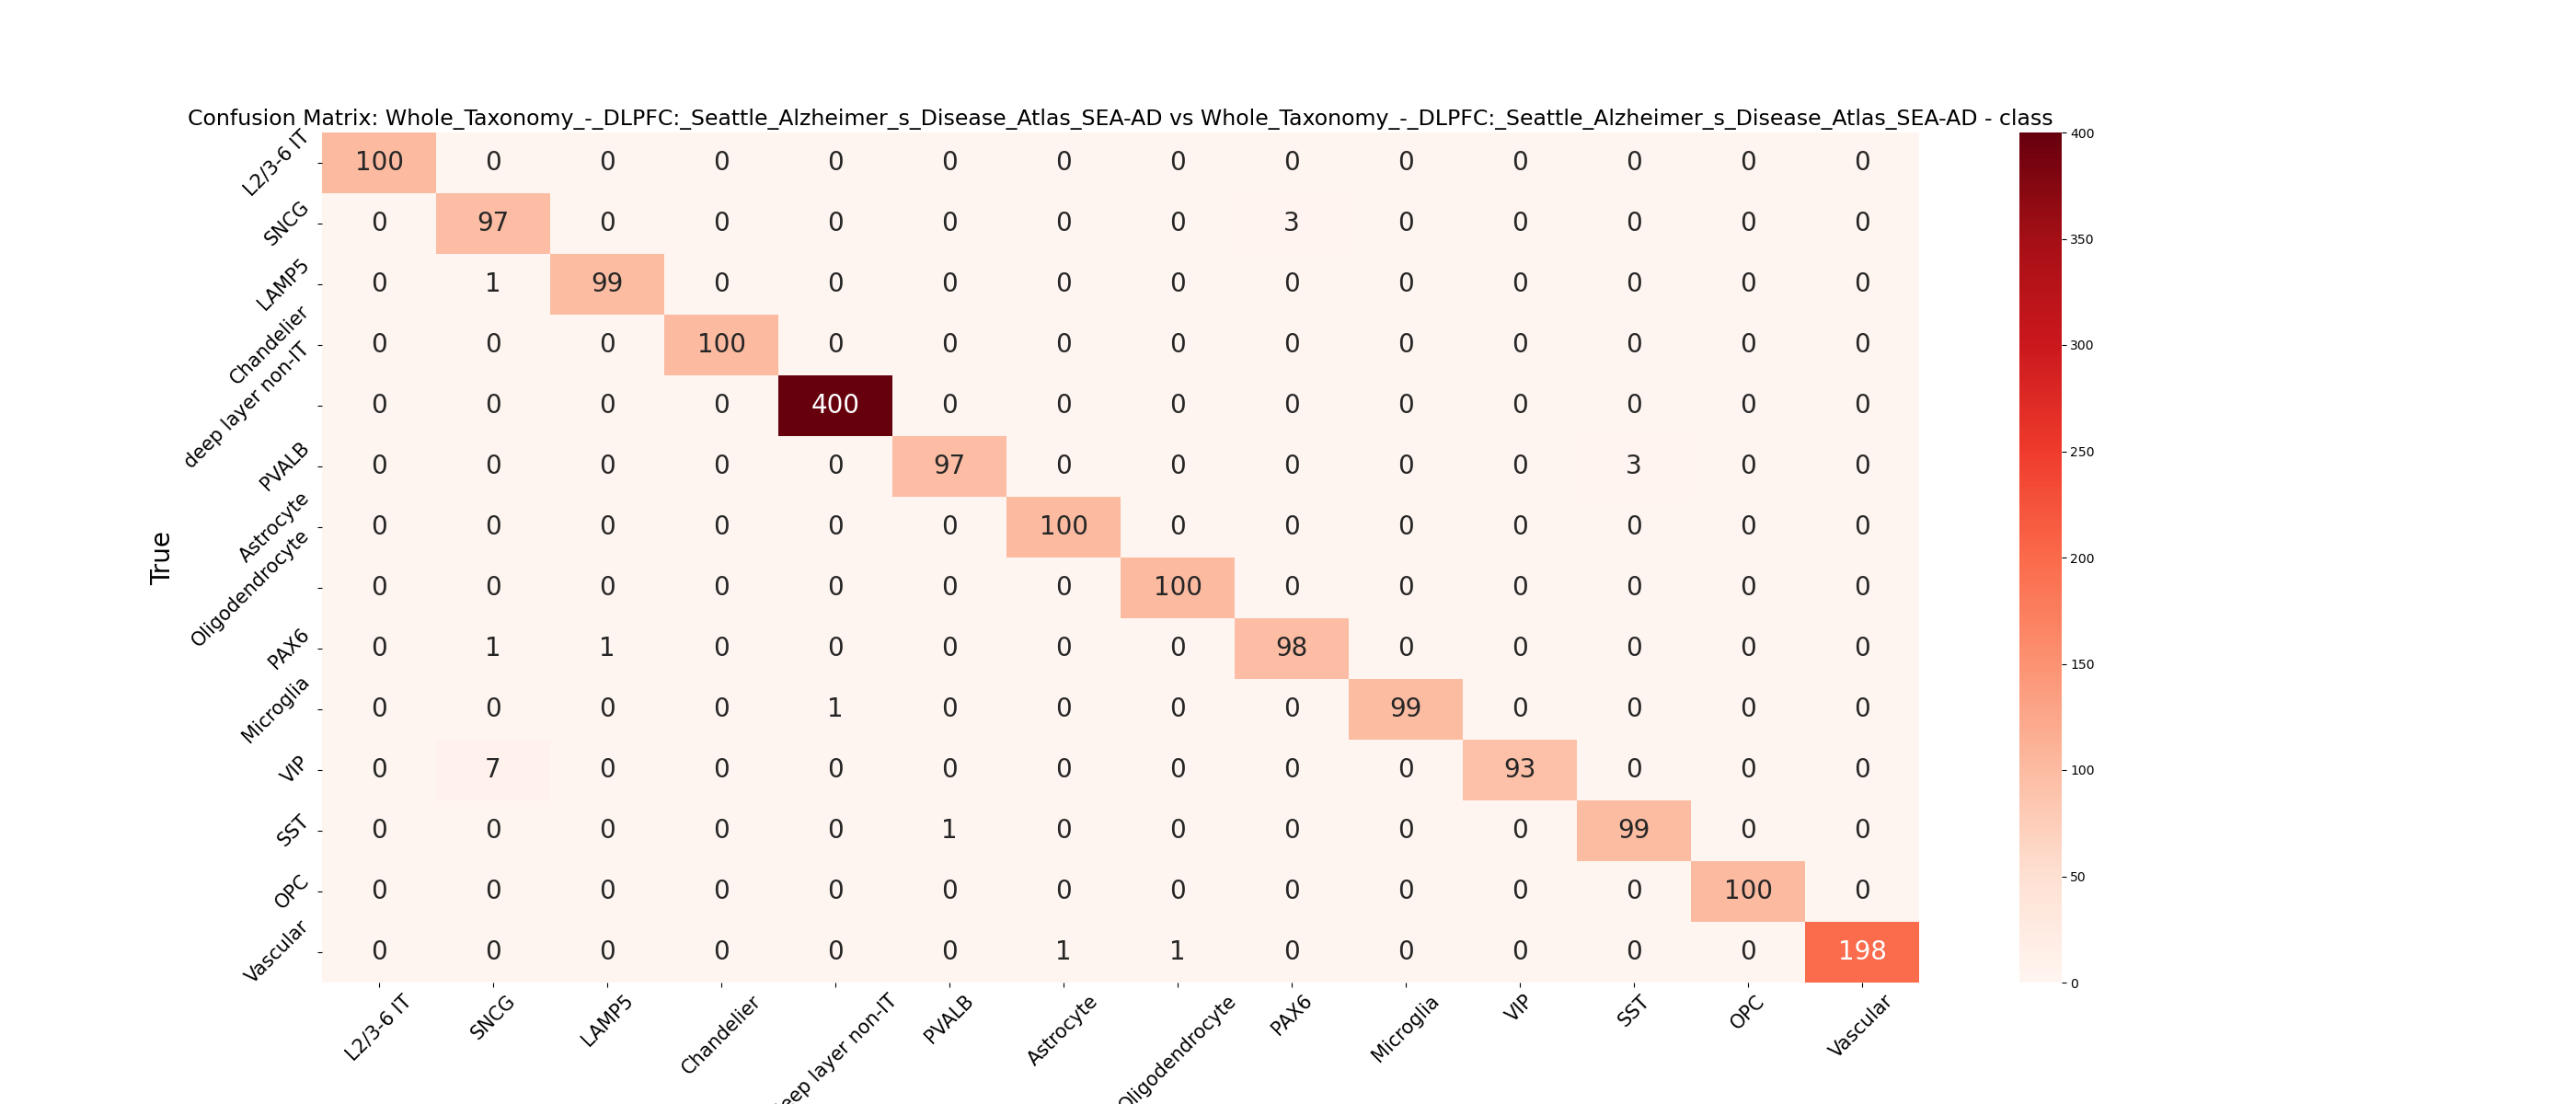 Confusion Matrix: Whole_Taxonomy_-_DLPFC:_Seattle_Alzheimer_s_Disease_Atlas_SEA-AD vs Whole_Taxonomy_-_DLPFC:_Seattle_Alzheimer_s_Disease_Atlas_SEA-AD - class
True
L2/3-6 IT 100 0 0 0 0 0 0 0 0 0 0 0 0 0
SNCG 0 97 0 0 0 0 0 0 3 0 0 0 0 0
LAMP5 0 1 99 0 0 0 0 0 0 0 0 0 0 0
Chandelier 0 0 0 100 0 0 0 0 0 0 0 0 0 0
deep layer non-IT 0 0 0 0 400 0 0 0 0 0 0 0 0 0
PVALB 0 0 0 0 0 97 0 0 0 0 0 3 0 0
Astrocyte 0 0 0 0 0 0 100 0 0 0 0 0 0 0
Oligodendrocyte 0 0 0 0 0 0 0 100 0 0 0 0 0 0
PAX6 0 1 1 0 0 0 0 0 98 0 0 0 0 0
Microglia 0 0 0 0 1 0 0 0 0 99 0 0 0 0
VIP 0 7 0 0 0 0 0 0 0 0 93 0 0 0
SST 0 0 0 0 0 1 0 0 0 0 0 99 0 0
OPC 0 0 0 0 0 0 0 0 0 0 0 0 100 0
Vascular 0 0 0 0 0 0 1 1 0 0 0 0 0 198
L2/3-6 IT SNCG LAMP5 Chandelier layer non-IT PVALB Astrocyte Oligodendrocyte PAX6 Microglia VIP SST OPC Vascular
400
350
300
250
200
150
100
50
0